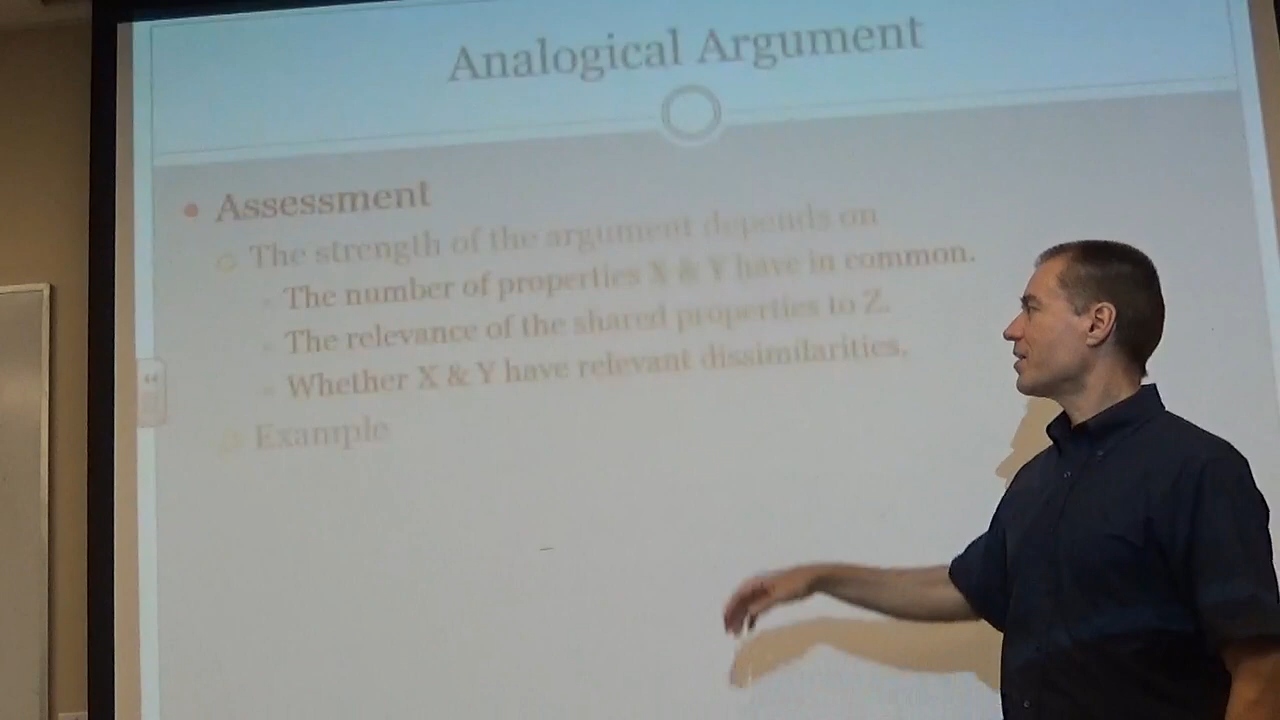 Analogical Argument
Assessment
The strength of the argument depends on
The number of properties X & Y have in common.
The relevance of the shared properties to Z.
Whether X & Y have relevant dissimilarities.
Example